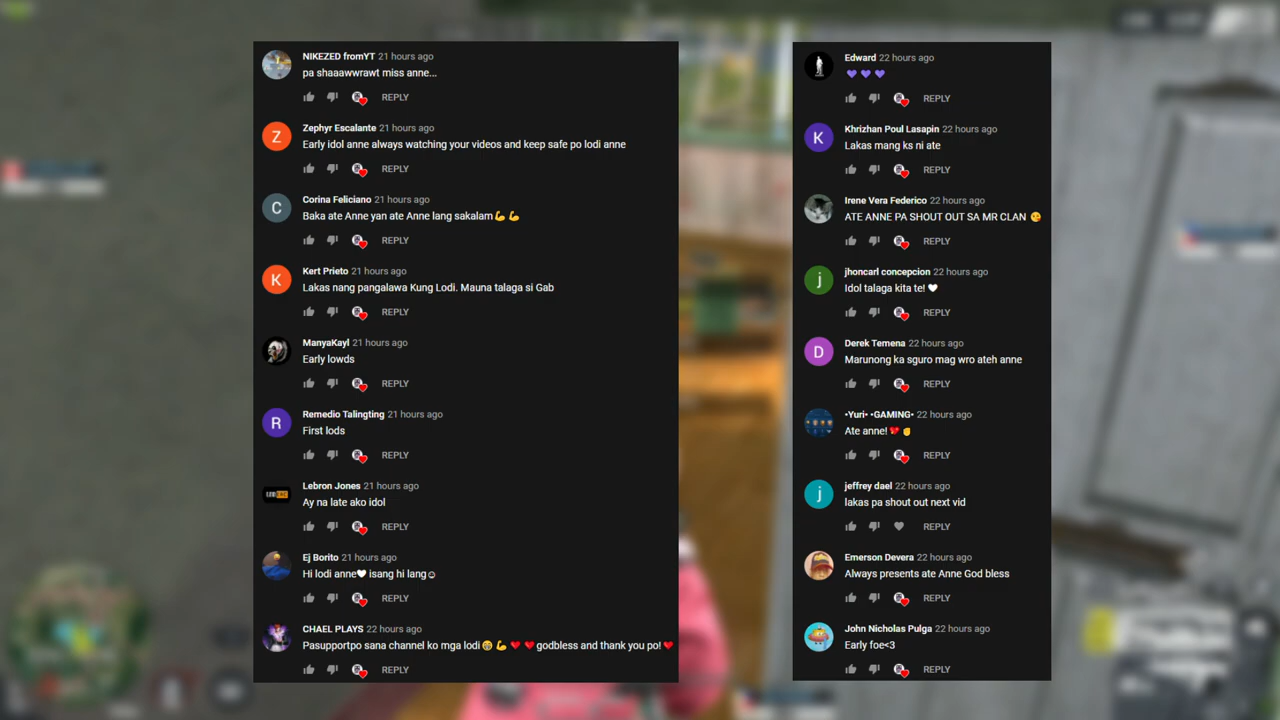 NIKEZED fromYT 21 hours ago
pa shaaawwrawt miss anne...
REPLY
Z
Zephyr Escalante 21 hours ago
Early idol anne always watching your videos and keep safe po lodi anne
REPLY
C
Corina Feliciano 21 hours ago
Baka ate Anne yan ate Anne lang sakalam💪 💪
REPLY
K
Kert Prieto 21 hours ago
Lakas nang pangalawa Kung Lodi. Mauna talaga si Gab
REPLY
ManyaKayl 21 hours ago
Early lowds
REPLY
R
Remedio Talingting 21 hours ago
First lods
REPLY
Lebron Jones 21 hours ago
Ay na late ako idol
REPLY
Ej Borito 21 hours ago
Hi lodi anne🤍 isang hi lang☺
REPLY
CHAEL PLAYS 22 hours ago
Pasupportpo sana channel ko mga lodi🥺 💪 ❤ ❤godbless and thank you po!❤
REPLY
Edward 22 hours ago
💜 💜 💜
REPLY
K
Khrizhan Poul Lasapin 22 hours ago
Lakas mang ks ni ate
REPLY
Irene Vera Federico 22 hours ago
ATE ANNE PA SHOUT OUT SA MR CLAN 😘
REPLY
j
jhoncarl concepcion 22 hours ago
Idol talaga kita te! 🤍
REPLY
D
Derek Temena 22 hours ago
Marunong ka sguro mag wro ateh anne
REPLY
•Yuri• •GAMING• 22 hours ago
Ate anne! 💖✊
REPLY
j
jeffrey dael 22 hours ago
lakas pa shout out next vid
REPLY
Emerson Devera 22 hours ago
Always presents ate Anne God bless
REPLY
John Nicholas Pulga 22 hours ago
Early foe<3
REPLY